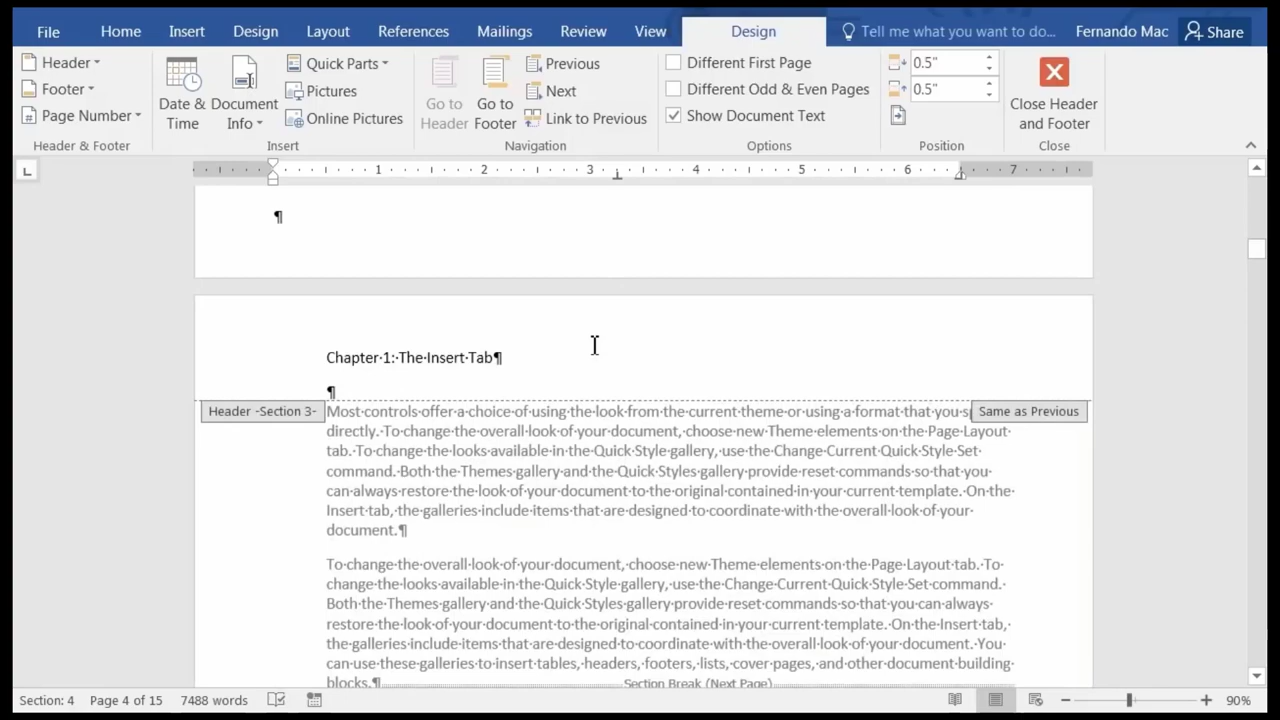 File Home Insert Design Layout References Mailings Review View Design Tell me what you want to do... Fernando Mac Share
Header Footer Page Number
Header & Footer
Date & Time Document Info Quick Parts Pictures Online Pictures
Insert
Go to Header Go to Footer Previous Next Link to Previous
Navigation
Different First Page
Different Odd & Even Pages
Show Document Text
Options
0.5"
0.5"
Position
Close Header and Footer
Close
1 2 3 4 5 6 7
¶
Chapter·1:·The·Insert·Tab¶
¶
Header -Section 3-
Same as Previous
Most·controls·offer·a·choice·of·using·the·look·from·the·current·theme·or·using·a·format·that·you·
directly.·To·change·the·overall·look·of·your·document,·choose·new·Theme·elements·on·the·Page·Layout·
tab.·To·change·the·looks·available·in·the·Quick·Style·gallery,·use·the·Change·Current·Quick·Style·Set·
command.·Both·the·Themes·gallery·and·the·Quick·Styles·gallery·provide·reset·commands·so·that·you·
can·always·restore·the·look·of·your·document·to·the·original·contained·in·your·current·template.·On·the·
Insert·tab,·the·galleries·include·items·that·are·designed·to·coordinate·with·the·overall·look·of·your·
document.¶
To·change·the·overall·look·of·your·document,·choose·new·Theme·elements·on·the·Page·Layout·tab.·To·
change·the·looks·available·in·the·Quick·Style·gallery,·use·the·Change·Current·Quick·Style·Set·command.·
Both·the·Themes·gallery·and·the·Quick·Styles·gallery·provide·reset·commands·so·that·you·can·always·
restore·the·look·of·your·document·to·the·original·contained·in·your·current·template.·On·the·Insert·tab,·
the·galleries·include·items·that·are·designed·to·coordinate·with·the·overall·look·of·your·document.·You·
can·use·these·galleries·to·insert·tables,·headers,·footers,·lists,·cover·pages,·and·other·document·building·
blocks.¶ Section Break (Next Page)
Section: 4 Page 4 of 15 7488 words 90%